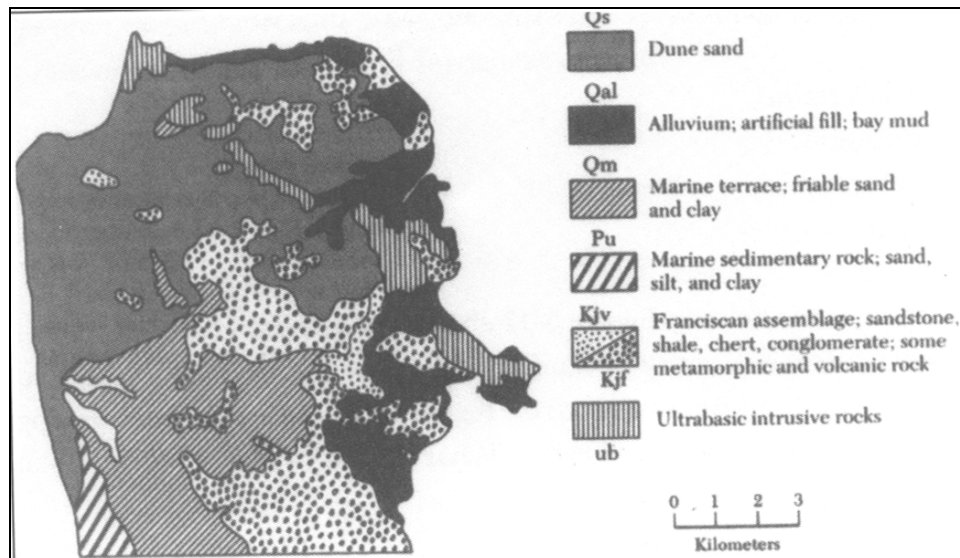 Qs
Dune sand
Qal
Alluvium; artificial fill; bay mud
Qm
Marine terrace; friable sand
and clay
Pu
Marine sedimentary rock; sand,
silt, and clay
Kjv
Franciscan assemblage; sandstone,
shale, chert, conglomerate; some
metamorphic and volcanic rock
Kjf
Ultrabasic intrusive rocks
ub
0 1 2 3
Kilometers